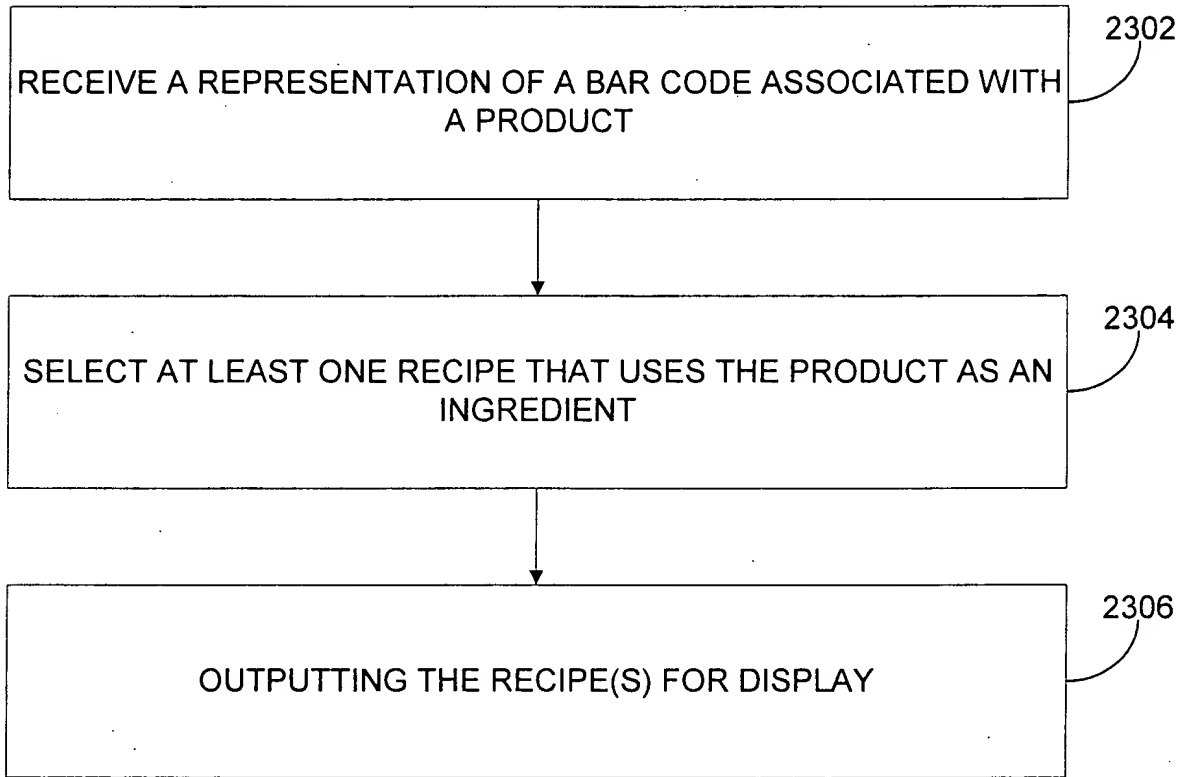 2302
RECEIVE A REPRESENTATION OF A BAR CODE ASSOCIATED WITH
A PRODUCT
2304
SELECT AT LEAST ONE RECIPE THAT USES THE PRODUCT AS AN
INGREDIENT
2306
OUTPUTTING THE RECIPE(S) FOR DISPLAY